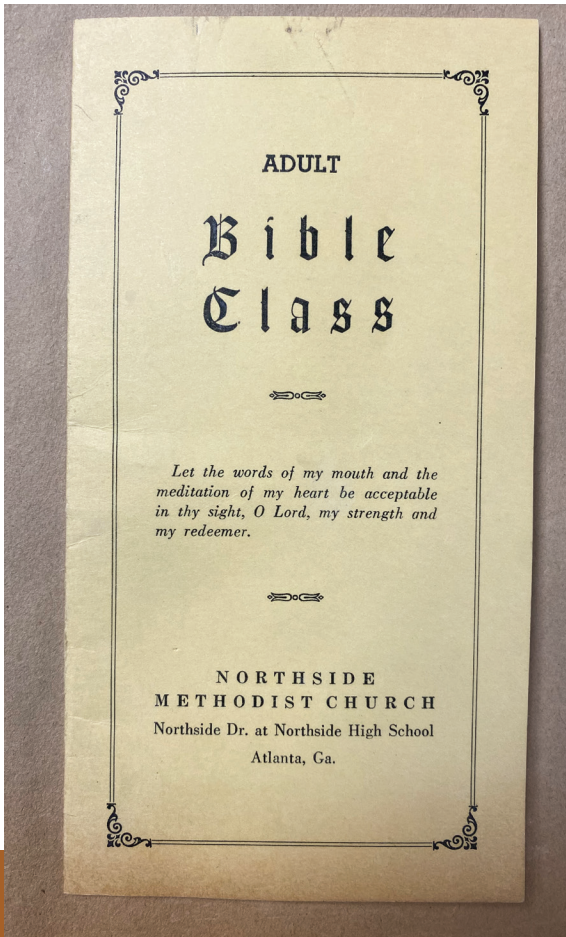 ADULT
Bible
Class
Let the words of my mouth and the
meditation of my heart be acceptable
in thy sight, O Lord, my strength and
my redeemer.
NORTHSIDE
METHODIST CHURCH
Northside Dr. at Northside High School
Atlanta, Ga.